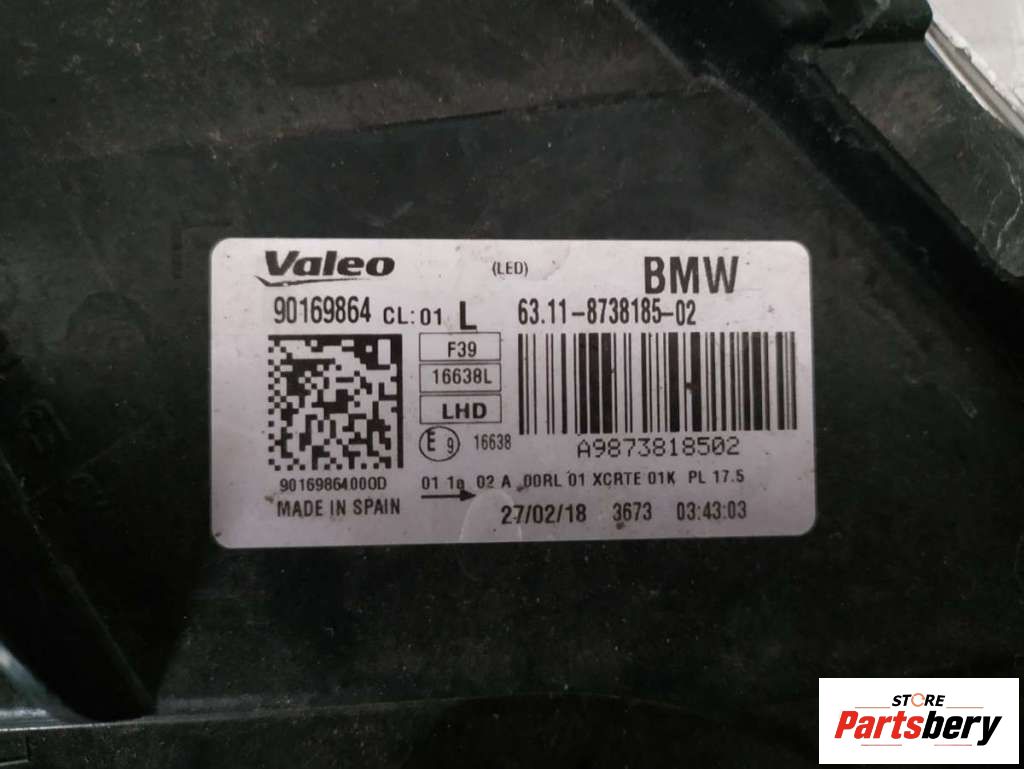 Valeo (LED) BMW
90169864 CL:01 L 63.11-8738185-02
F39
16638L
LHD
E 9 16638
A9873818502
90169864000D
01 1a 02 A 00RL 01 XCRTE 01K PL 17.5
MADE IN SPAIN 27/02/18 3673 03:43:03
STORE
Partsbery